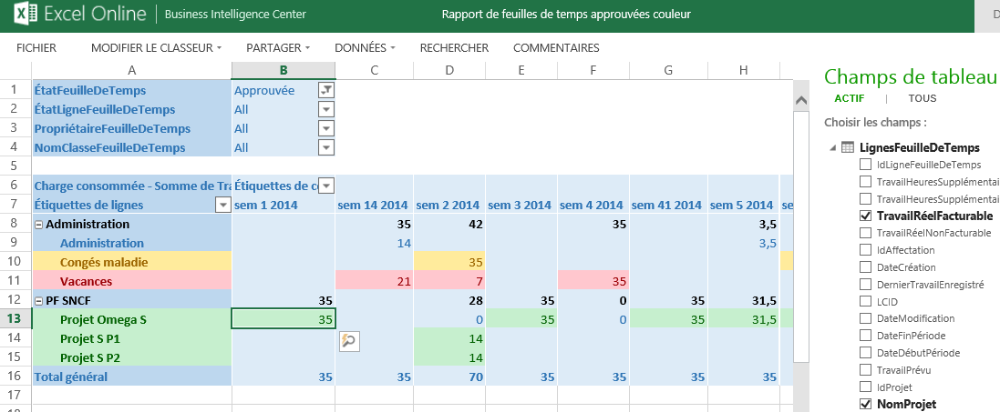 Excel Online | Business Intelligence Center Rapport de feuilles de temps approuvées couleur D
FICHIER MODIFIER LE CLASSEUR PARTAGER DONNÉES RECHERCHER COMMENTAIRES
A B C D E F G H
1 ÉtatFeuilleDeTemps Approuvée
2 ÉtatLigneFeuilleDeTemps All
3 PropriétaireFeuilleDeTemps All
4 NomClasseFeuilleDeTemps All
5
6 Charge consommée - Somme de Tra Étiquettes de co
7 Étiquettes de lignes sem 1 2014 sem 14 2014 sem 2 2014 sem 3 2014 sem 4 2014 sem 41 2014 sem 5 2014 se
8 Administration 35 42 35 3,5
9 Administration 14 3,5
10 Congés maladie 35
11 Vacances 21 7 35
12 PF SNCF 35 28 35 0 35 31,5
13 Projet Omega S 35 0 35 0 35 31,5
14 Projet S P1 14
15 Projet S P2 14
16 Total général 35 35 70 35 35 35 35
17
18
Champs de tableau
ACTIF | TOUS
Choisir les champs :
LignesFeuilleDeTemps
IdLigneFeuilleDeTemps
TravailHeuresSupplémentai
TravailHeuresSupplémentai
TravailRéelFacturable
TravailRéelNonFacturable
IdAffectation
DateCréation
DernierTravailEnregistré
LCID
DateModification
DateFinPériode
DateDébutPériode
TravailPrévu
IdProjet
NomProjet